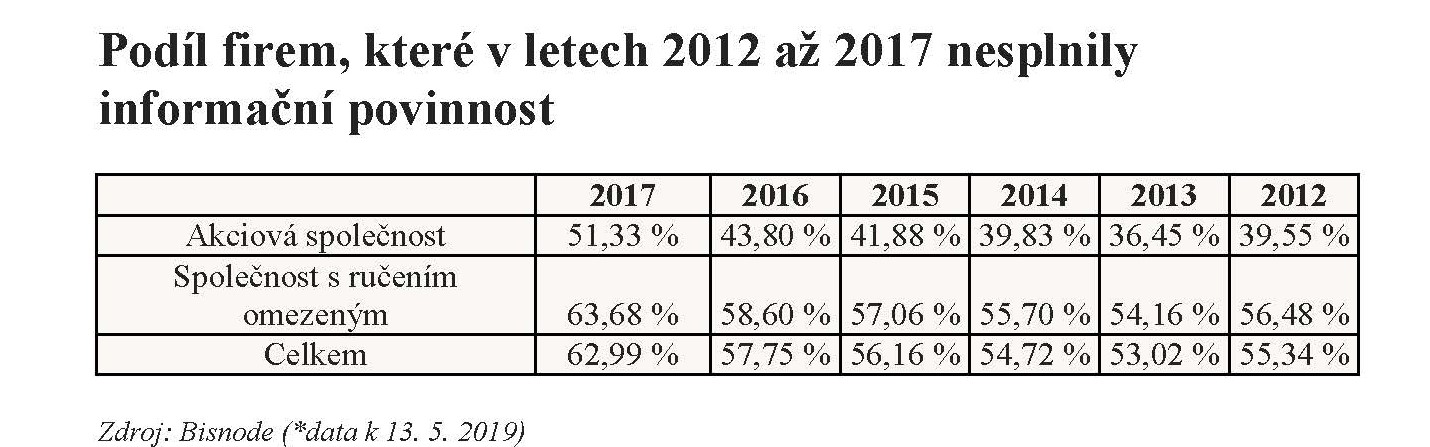 Podíl firem, které v letech 2012 až 2017 nesplnily
informační povinnost
2017 2016 2015 2014 2013 2012
Akciová společnost 51,33 % 43,80 % 41,88 % 39,83 % 36,45 % 39,55 %
Společnost s ručením
omezeným 63,68 % 58,60 % 57,06 % 55,70 % 54,16 % 56,48 %
Celkem 62,99 % 57,75 % 56,16 % 54,72 % 53,02 % 55,34 %
Zdroj: Bisnode (*data k 13. 5. 2019)